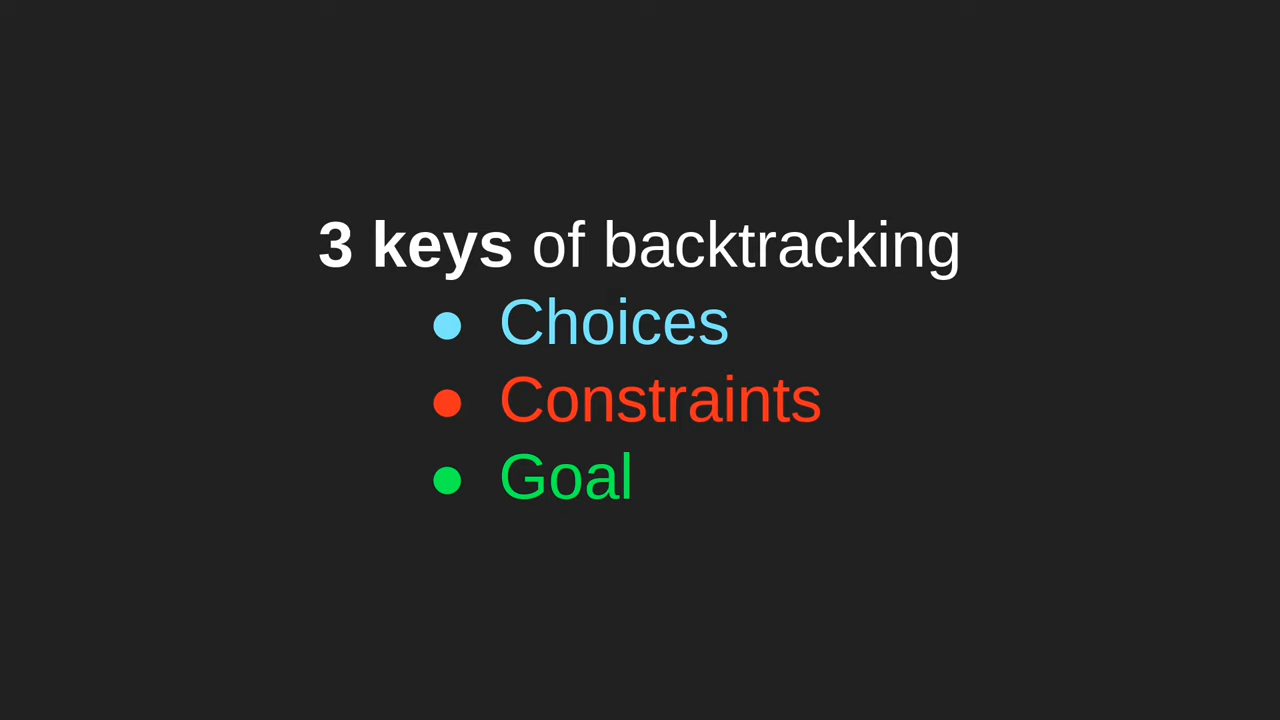 3 keys of backtracking
● Choices
● Constraints
● Goal